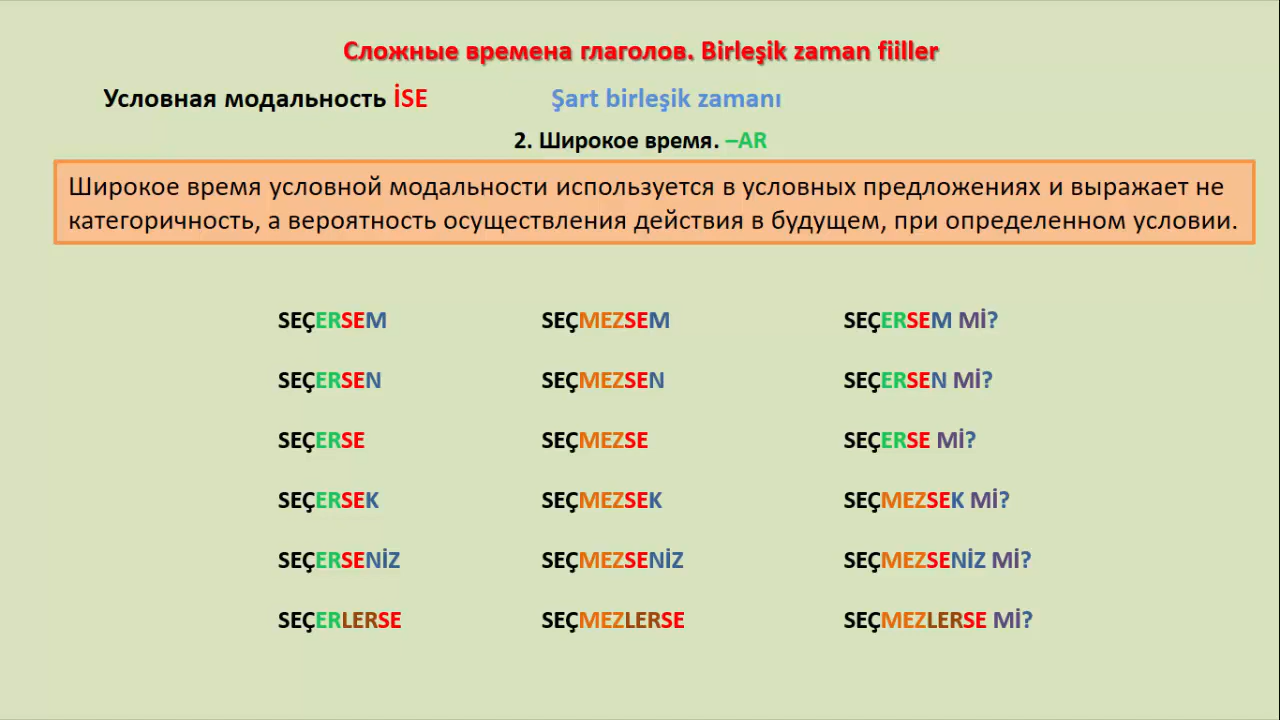 Сложные времена глаголов. Birleşik zaman fiiller
Условная модальность İSE Şart birleşik zamanı
2. Широкое время. –AR
Широкое время условной модальности используется в условных предложениях и выражает не
категоричность, а вероятность осуществления действия в будущем, при определенном условии.
SEÇERSEM SEÇMEZSEM SEÇERSEM Mİ?
SEÇERSEN SEÇMEZSEN SEÇERSEN Mİ?
SEÇERSE SEÇMEZSE SEÇERSE Mİ?
SEÇERSEK SEÇMEZSEK SEÇMEZSEK Mİ?
SEÇERSENİZ SEÇMEZSENİZ SEÇMEZSENİZ Mİ?
SEÇERLERSE SEÇMEZLERSE SEÇMEZLERSE Mİ?